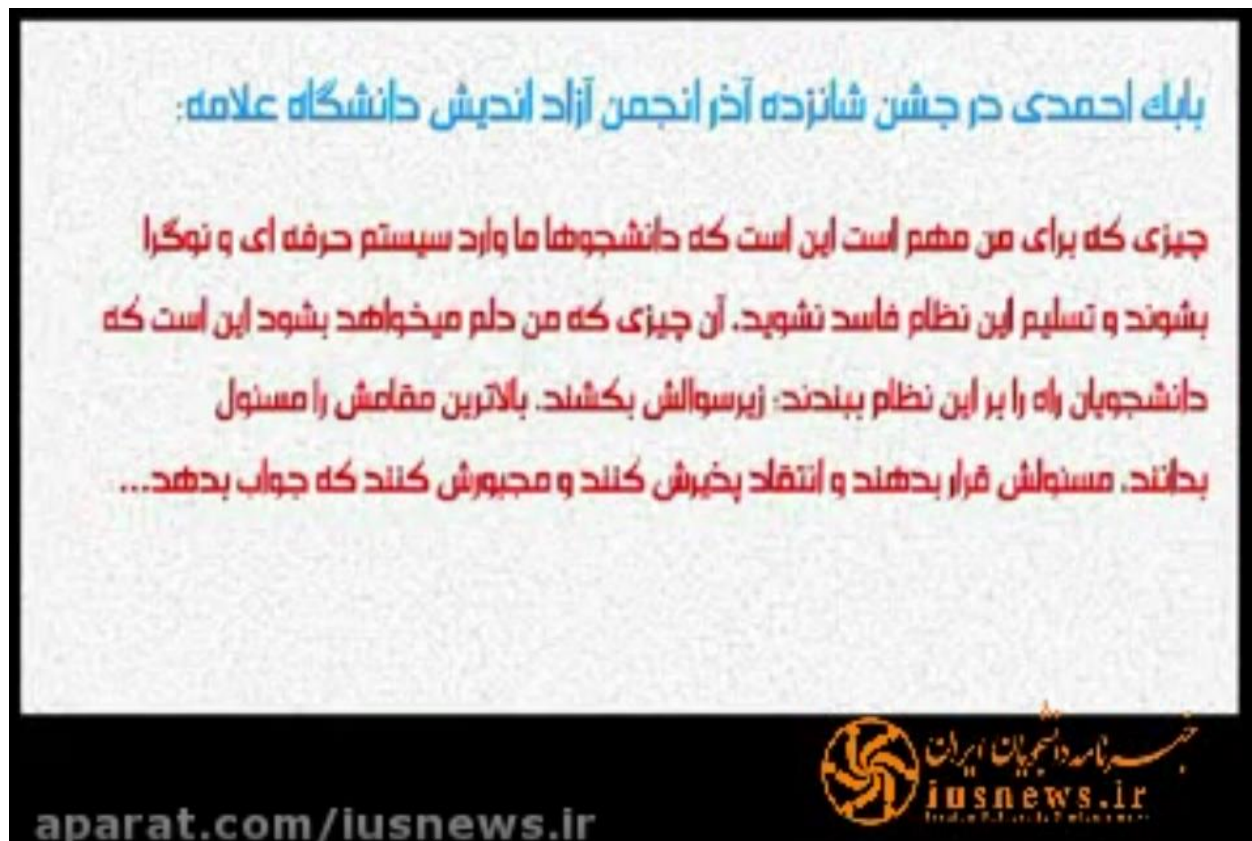 بابك احمدی در جشن شانزده آذر انجمن آزاد اندیش دانشگاه علامه:
چیزی که برای من مهم است این است که دانشجوها ما وارد سیستم حرفه ای و نوگرا
بشوند و تسلیم این نظام فاسد نشوید. آن چیزی که من دلم میخواهد بشود این است که
دانشجویان راه را بر این نظام ببندند؛ زیرسوالش بکشند. بالاترین مقامش را مسئول
بدانند. مسئولش قرار بدهند و انتقاد پذیرش کنند و مجبورش کنند که جواب بدهد...
خبرنامه دانشجویان ایران
iusnews.ir
aparat.com/iusnews.ir